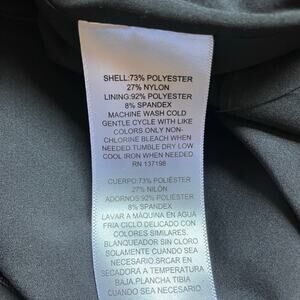 SHELL:73% POLYESTER
27% NYLON
LINING:92% POLYESTER
8% SPANDEX
MACHINE WASH COLD
GENTLE CYCLE WITH LIKE
COLORS.ONLY NON-
CHLORINE BLEACH WHEN
NEEDED.TUMBLE DRY LOW
COOL IRON WHEN NEEDED
RN 137198
CUERPO:73% POLIÉSTER
27% NILÓN
ADORNOS:92% POLIÉSTER
8% SPANDEX
LAVAR A MÁQUINA EN AGUA
FRIA CICLO DELICADO CON
COLORES SIMILARES.
BLANQUEADOR SIN CLORO
SOLAMENTE CUANDO SEA
NECESARIO.SRCAR EN
SECADORA A TEMPERATURA
BAJA.PLANCHA TIBIA
CUANDO SEA NECESARIO.